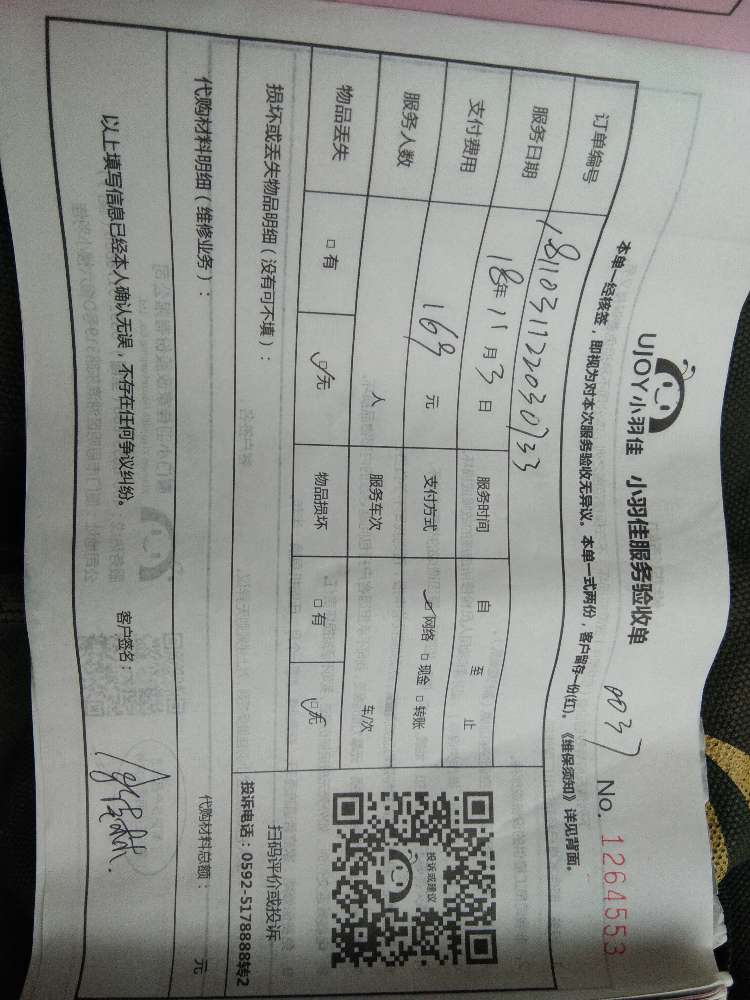 UJOY小羽佳 小羽佳服务验收单 0037 No. 1264553
本单一经核签，即视为对本次服务验收无异议。本单一式两份，客户留存一份(红)。《维保须知》详见背面。
订单编号 181103112203033
服务日期 18年 11 月 3 日 服务时间 自 至 止
支付费用 169 元 支付方式 ☑网络 □现金 □转账
服务人数 人 服务车次 车/次
物品丢失 □有 ☑无 物品损坏 □有 ☑无
损坏或丢失物品明细（没有可不填）：
投诉或建议
扫码评价或投诉
投诉电话：0592-5178888转2
代购材料明细（维修业务）： 代购材料总额： 元
以上填写信息已经本人确认无误，不存在任何争议纠纷。 客户签名：